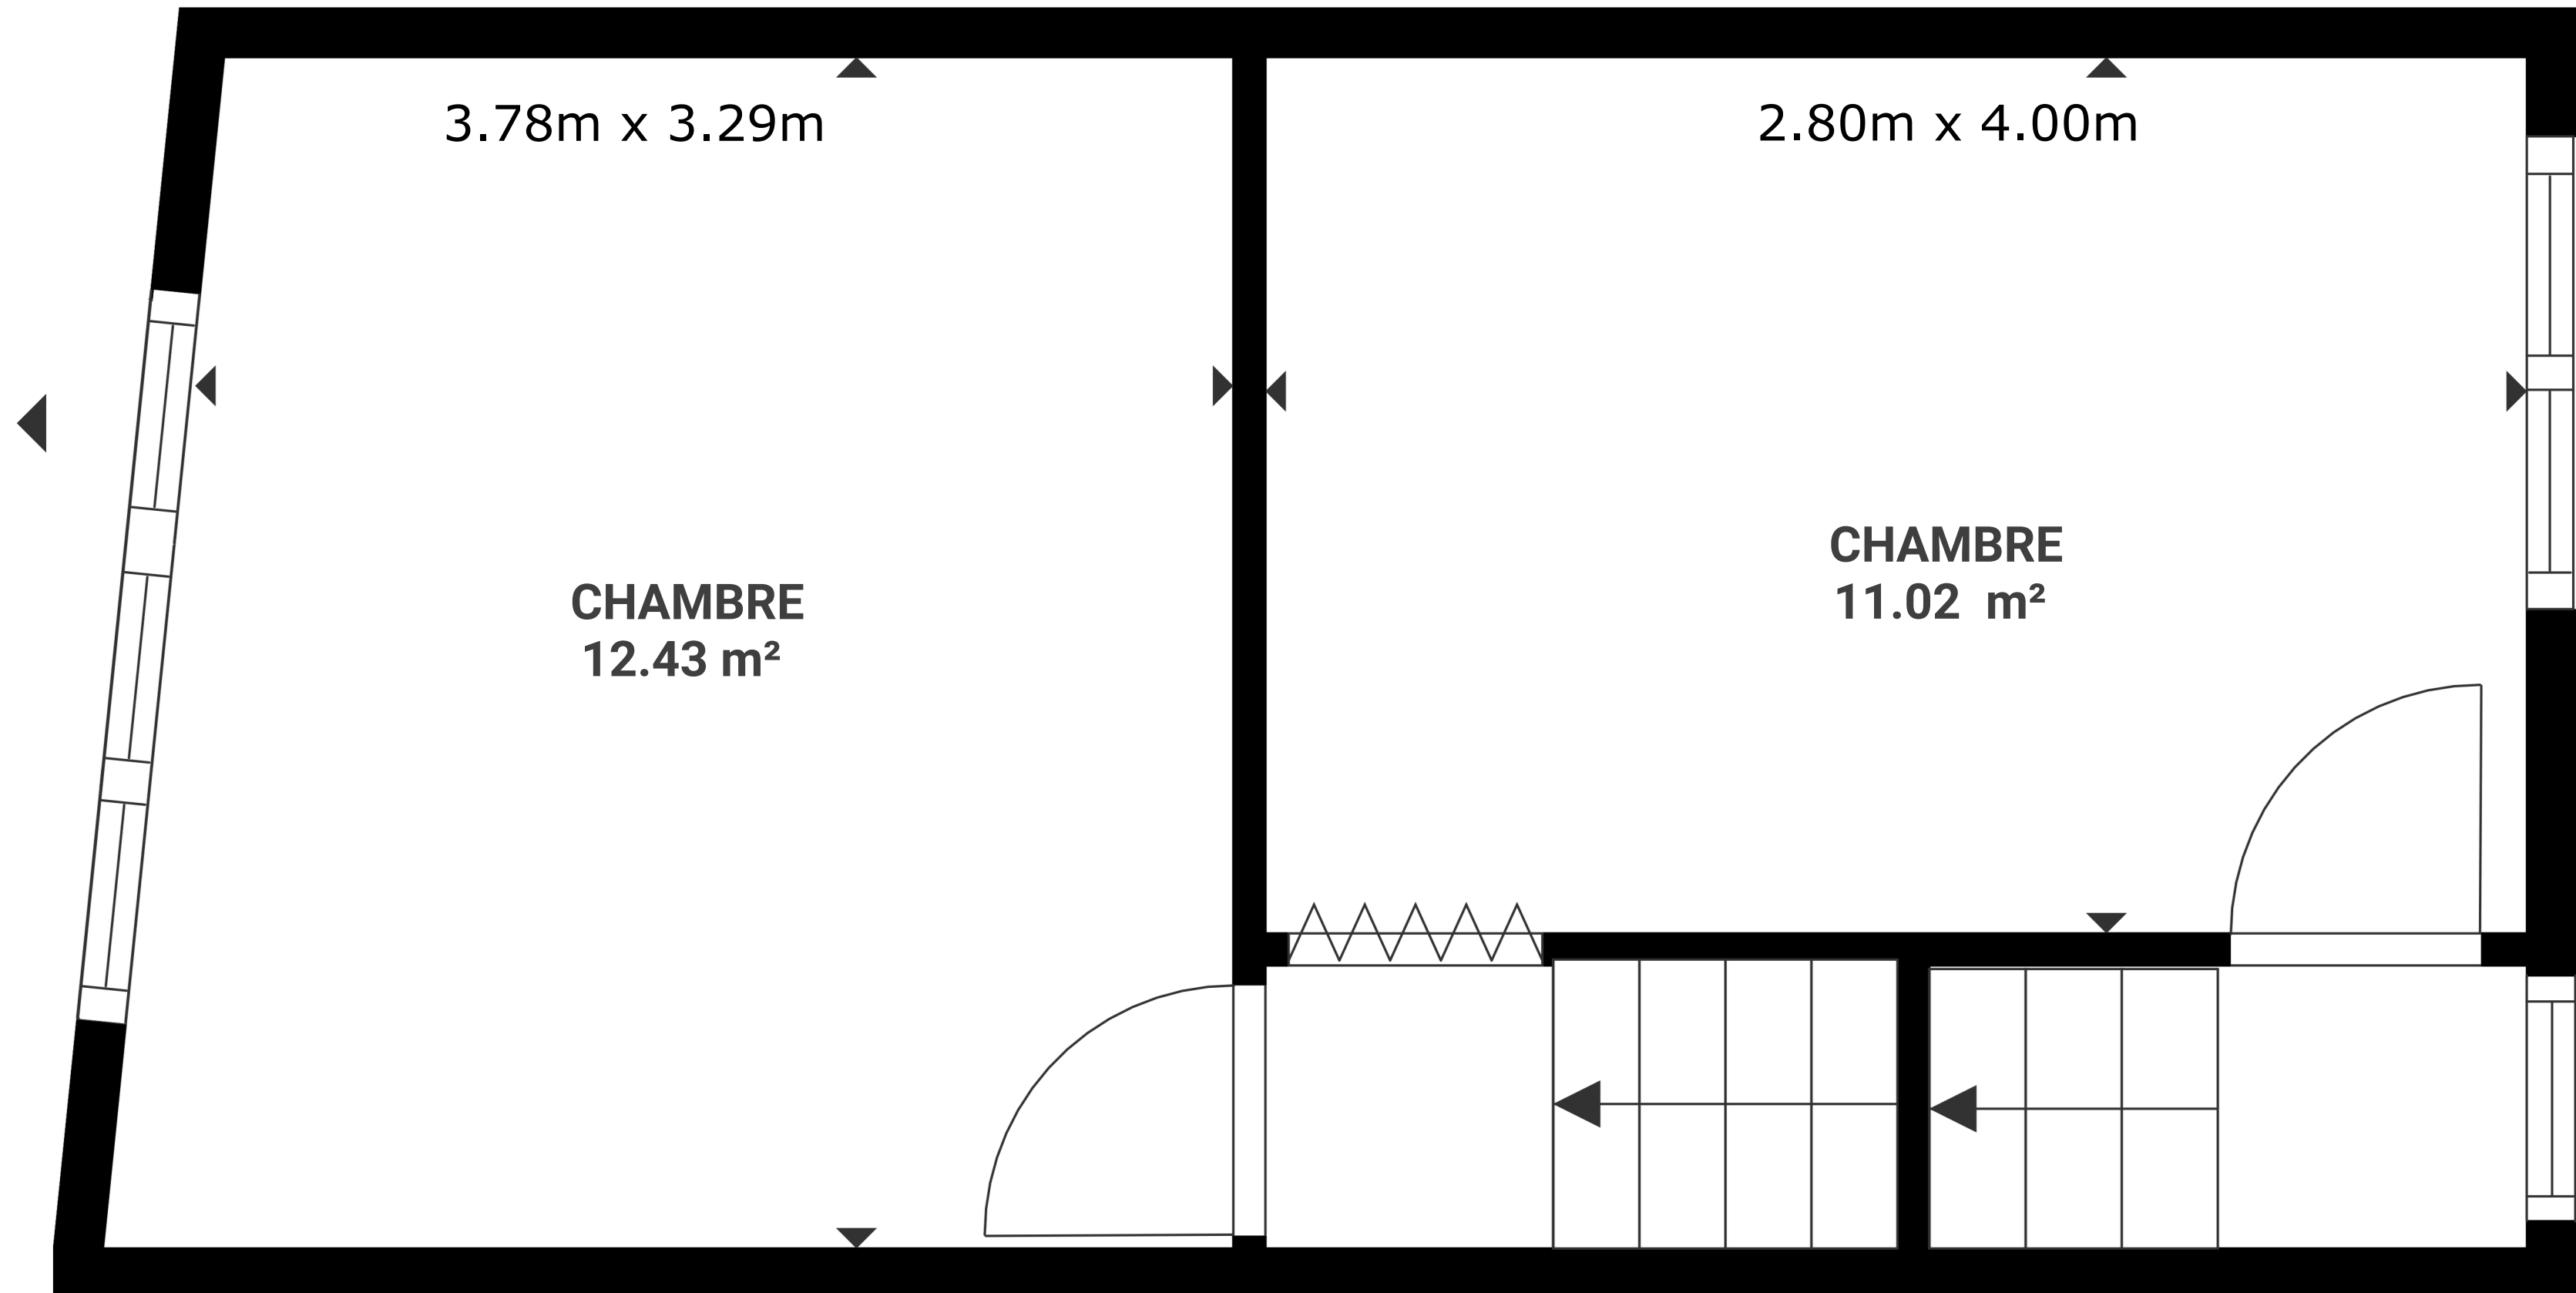 3.78m x 3.29m
2.80m x 4.00m
CHAMBRE
12.43 m²
CHAMBRE
11.02 m²